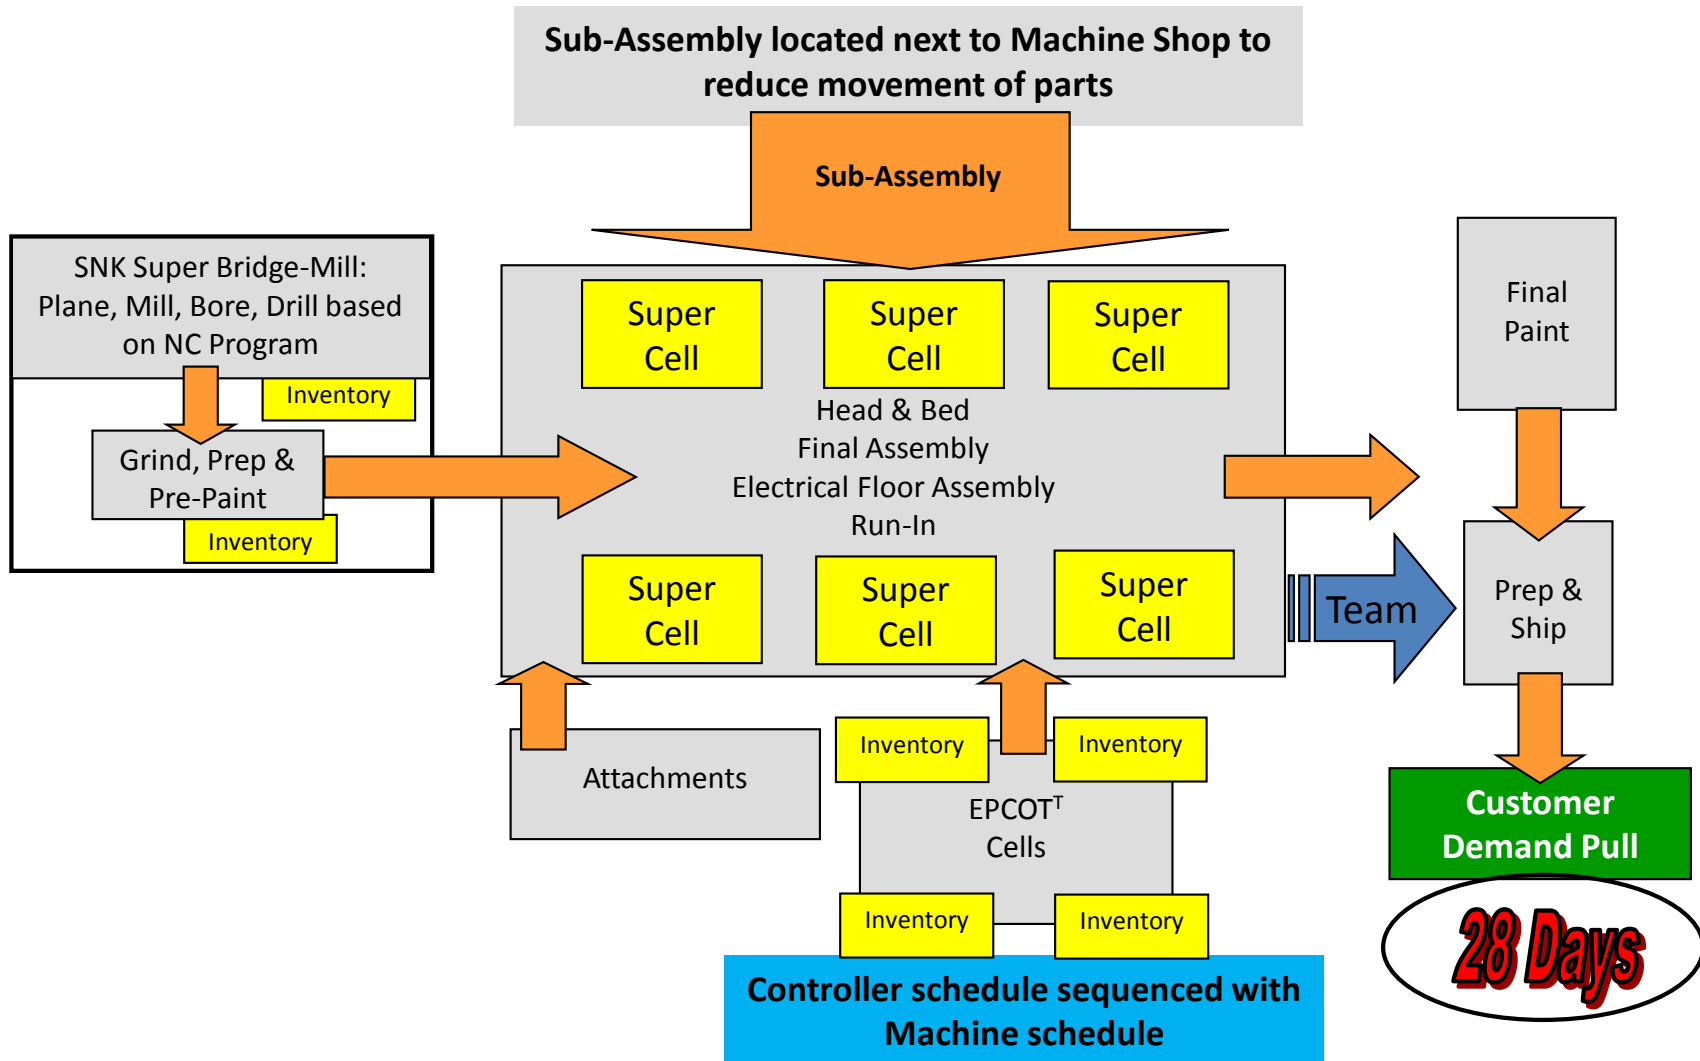 Sub-Assembly located next to Machine Shop to
reduce movement of parts
Sub-Assembly
SNK Super Bridge-Mill:
Plane, Mill, Bore, Drill based
on NC Program
Inventory
Grind, Prep &
Pre-Paint
Inventory
Super
Cell
Super
Cell
Super
Cell
Head & Bed
Final Assembly
Electrical Floor Assembly
Run-In
Super
Cell
Super
Cell
Super
Cell
Final
Paint
Team
Prep &
Ship
Attachments
Inventory
Inventory
EPCOTᵀ
Cells
Inventory
Inventory
Controller schedule sequenced with
Machine schedule
Customer
Demand Pull
28 Days